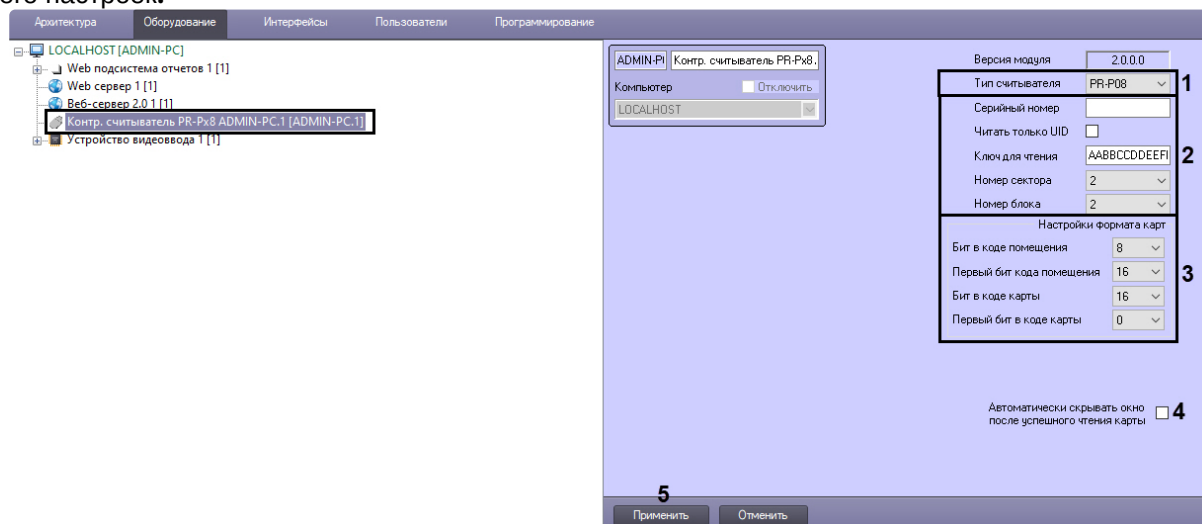 его настроек.
Архитектура Оборудование Интерфейсы Пользователи Программирование
LOCALHOST [ADMIN-PC]
Web подсистема отчетов 1 [1]
Web сервер 1 [1]
Веб-сервер 2.0 1 [1]
Контр. считыватель PR-Px8 ADMIN-PC.1 [ADMIN-PC.1]
Устройство видеоввода 1 [1]
ADMIN-PI Контр. считыватель PR-Px8.
Компьютер Отключить
LOCALHOST
Версия модуля 2.0.0.0
Тип считывателя PR-P08 1
Серийный номер
Читать только UID
Ключ для чтения AABBCCDDEEFI 2
Номер сектора 2
Номер блока 2
Настройки формата карт
Бит в коде помещения 8
Первый бит кода помещения 16 3
Бит в коде карты 16
Первый бит в коде карты 0
Автоматически скрывать окно
после успешного чтения карты 4
5
Применить Отменить